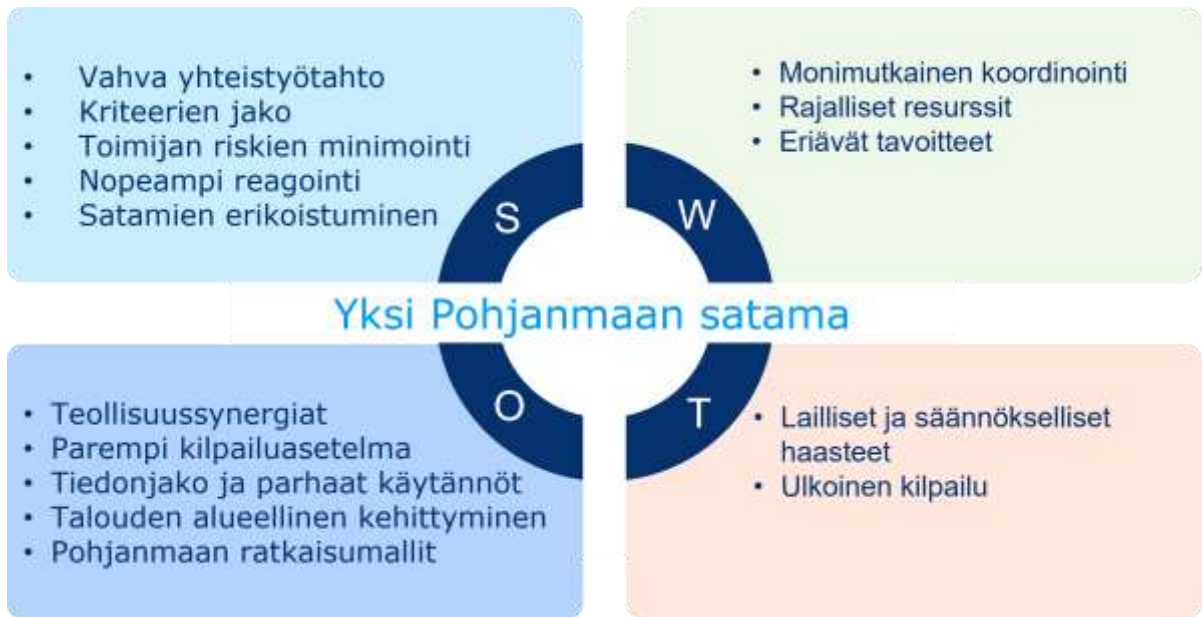 • Vahva yhteistyötahto
• Kriteerien jako
• Toimijan riskien minimointi
• Nopeampi reagointi
• Satamien erikoistuminen
S
• Monimutkainen koordinointi
• Rajalliset resurssit
• Eriävät tavoitteet
W
Yksi Pohjanmaan satama
O
• Teollisuussynergiat
• Parempi kilpailuasetelma
• Tiedonjako ja parhaat käytännöt
• Talouden alueellinen kehittyminen
• Pohjanmaan ratkaisumallit
T
• Lailliset ja säännökselliset
haasteet
• Ulkoinen kilpailu